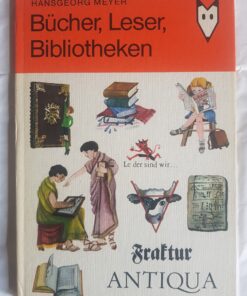 HANSGEORG MEYER
Bücher, Leser,
Bibliotheken
Le der sind wir...
Fraktur
ANTIQUA